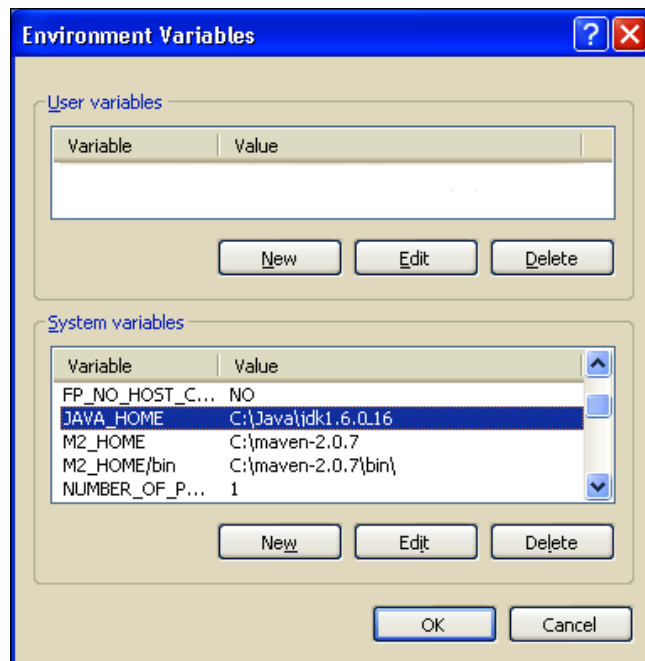 Environment Variables
User variables
Variable Value
New Edit Delete
System variables
Variable Value
FP_NO_HOST_C... NO
JAVA_HOME C:\Java\jdk1.6.0_16
M2_HOME C:\maven-2.0.7
M2_HOME/bin C:\maven-2.0.7\bin\
NUMBER_OF_P... 1
New Edit Delete
OK Cancel